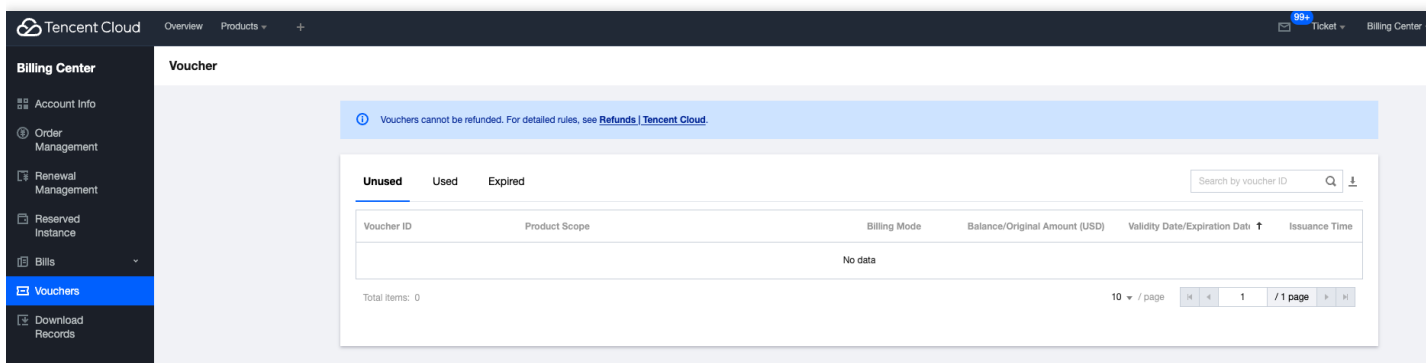 Tencent Cloud Overview Products + 99+ Ticket Billing Center
Billing Center
Voucher
Account Info
Order
Management
Renewal
Management
Reserved
Instance
Bills
Vouchers
Download
Records
Vouchers cannot be refunded. For detailed rules, see Refunds | Tencent Cloud.
Unused Used Expired Search by voucher ID
Voucher ID Product Scope Billing Mode Balance/Original Amount (USD) Validity Date/Expiration Date Issuance Time
No data
Total items: 0 10 / page 1 / 1 page